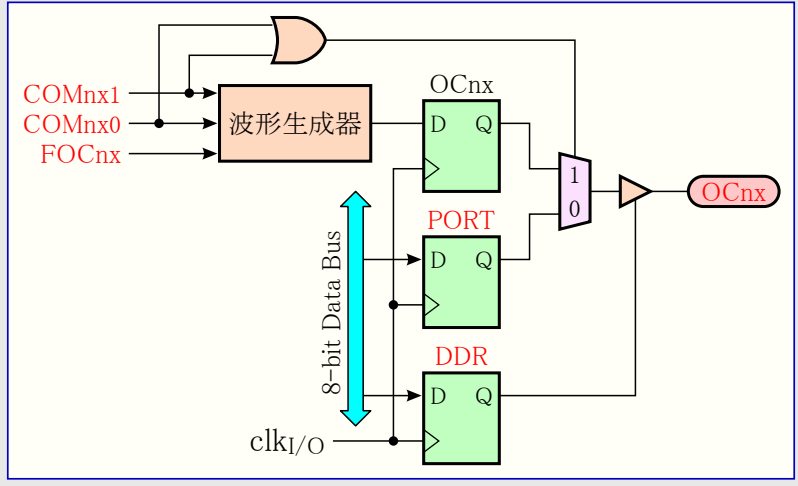 OCnx
COMnx1
COMnx0
FOCnx
波形生成器
D Q
1
0
OCnx
PORT
D Q
8-bit Data Bus
DDR
D Q
clkI/O